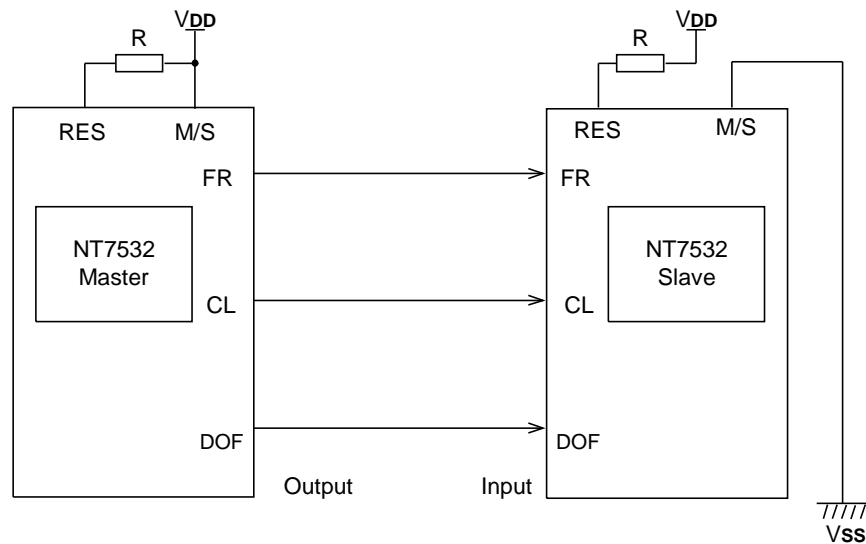 VDD
VDD
R
R
RES
M/S
RES
M/S
FR
FR
NT7532
Master
NT7532
Slave
CL
CL
DOF
DOF
Output
Input
VSS